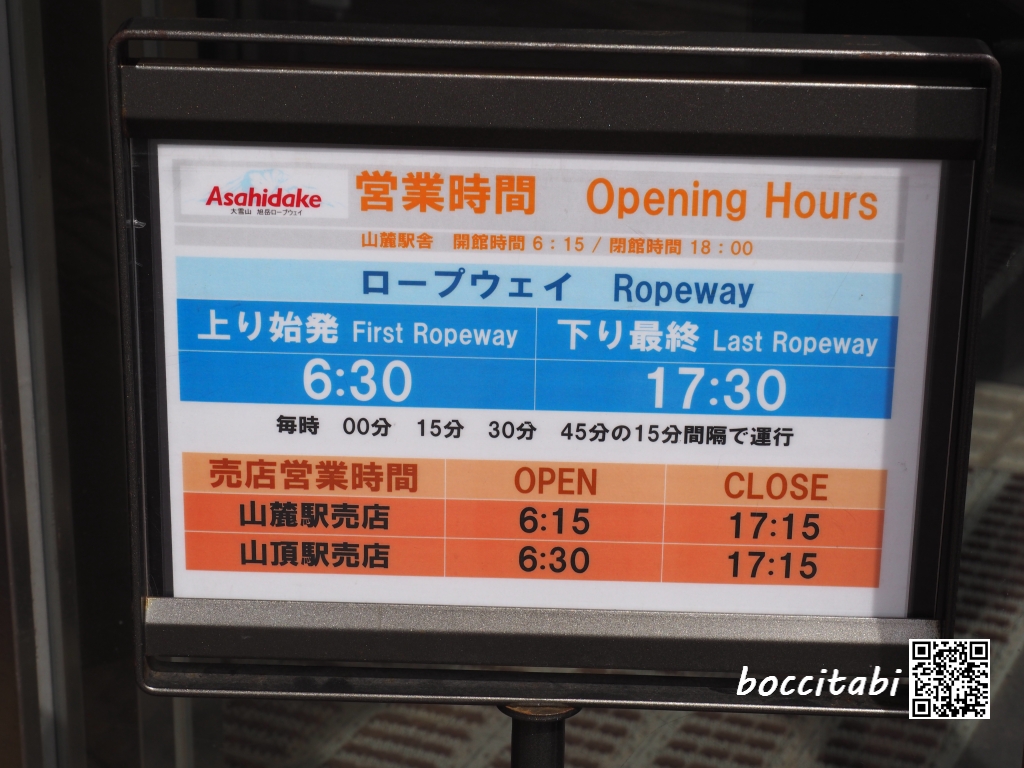 Asahidake
大雪山 旭岳ロープウェイ
営業時間 Opening Hours
山麓駅舎 開館時間 6：15 / 閉館時間 18：00
ロープウェイ Ropeway
上り始発 First Ropeway 下り最終 Last Ropeway
6:30 17:30
毎時 00分 15分 30分 45分の15分間隔で運行
売店営業時間 OPEN CLOSE
山麓駅売店 6:15 17:15
山頂駅売店 6:30 17:15
boccitabi